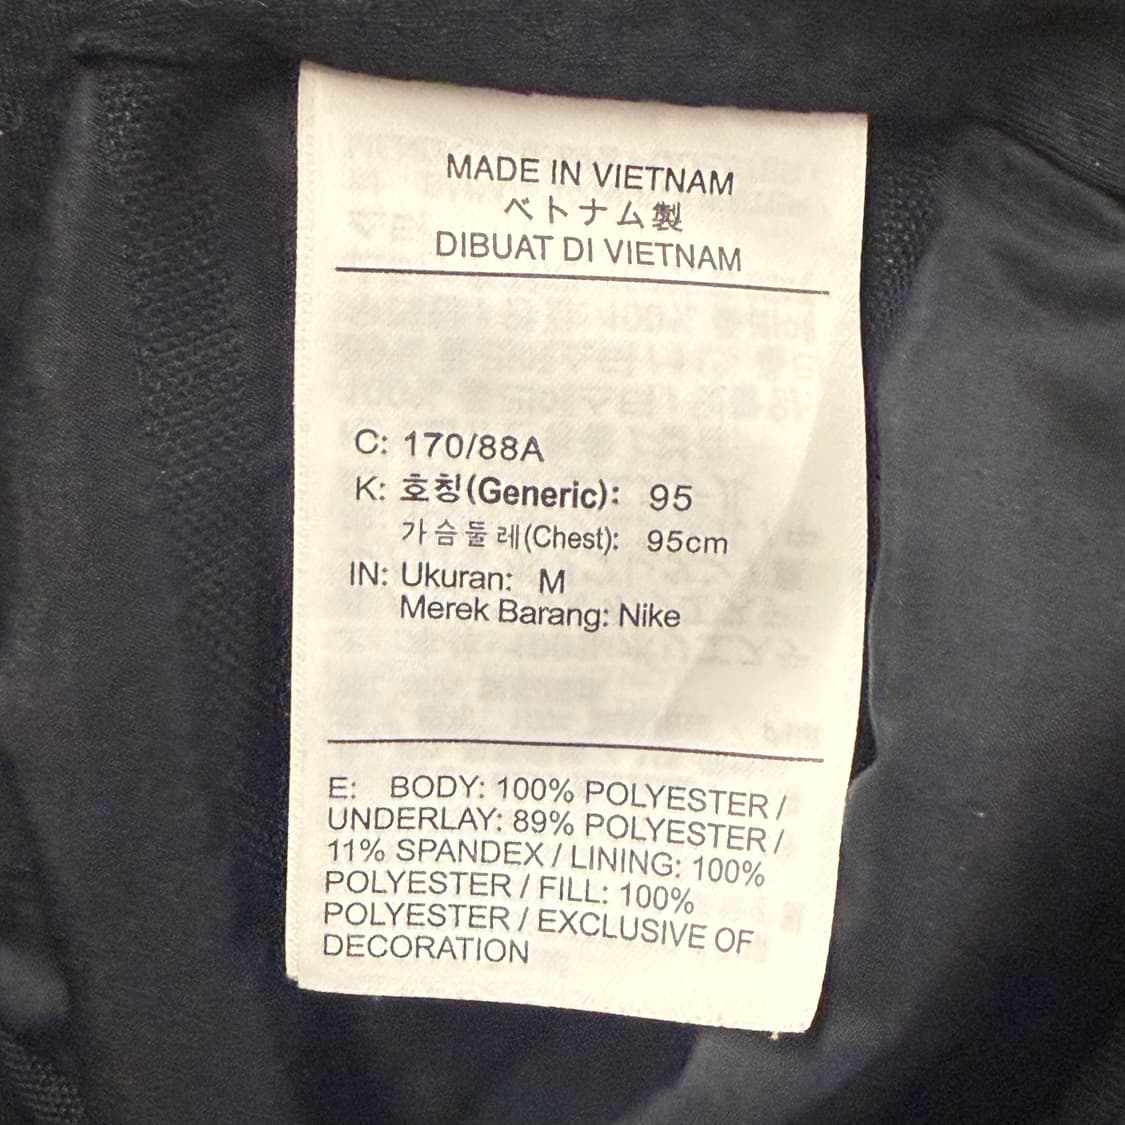 MADE IN VIETNAM
ベトナム製
DIBUAT DI VIETNAM
C: 170/88A
K: 호칭(Generic): 95
가슴둘레(Chest): 95cm
IN: Ukuran: M
Merek Barang: Nike
E: BODY: 100% POLYESTER /
UNDERLAY: 89% POLYESTER /
11% SPANDEX / LINING: 100%
POLYESTER / FILL: 100%
POLYESTER / EXCLUSIVE OF
DECORATION